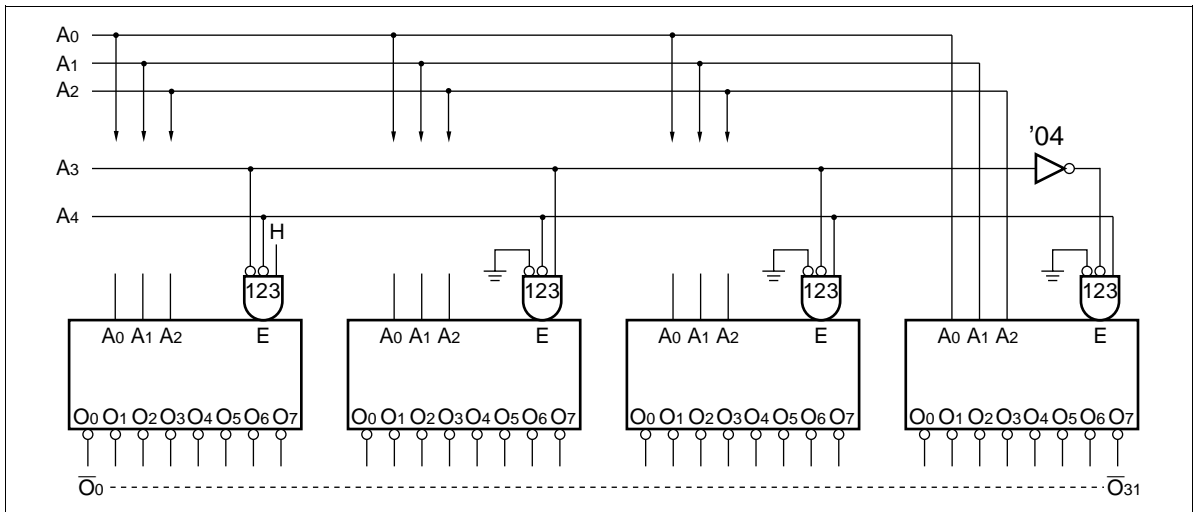 A0
A1
A2
'04
A3
A4
H
123 123 123 123
A0 A1 A2 E A0 A1 A2 E A0 A1 A2 E A0 A1 A2 E
O0 O1 O2 O3 O4 O5 O6 O7 O0 O1 O2 O3 O4 O5 O6 O7 O0 O1 O2 O3 O4 O5 O6 O7 O0 O1 O2 O3 O4 O5 O6 O7
O̅0 O̅31